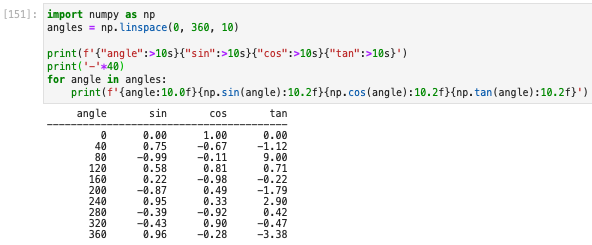 [151]: import numpy as np
angles = np.linspace(0, 360, 10)
print(f'{"angle":>10s}{"sin":>10s}{"cos":>10s}{"tan":>10s}')
print('-'*40)
for angle in angles:
    print(f'{angle:10.0f}{np.sin(angle):10.2f}{np.cos(angle):10.2f}{np.tan(angle):10.2f}')
     angle       sin       cos       tan
----------------------------------------
         0      0.00      1.00      0.00
        40      0.75     -0.67     -1.12
        80     -0.99     -0.11      9.00
       120      0.58      0.81      0.71
       160      0.22     -0.98     -0.22
       200     -0.87      0.49     -1.79
       240      0.95      0.33      2.90
       280     -0.39     -0.92      0.42
       320     -0.43      0.90     -0.47
       360      0.96     -0.28     -3.38